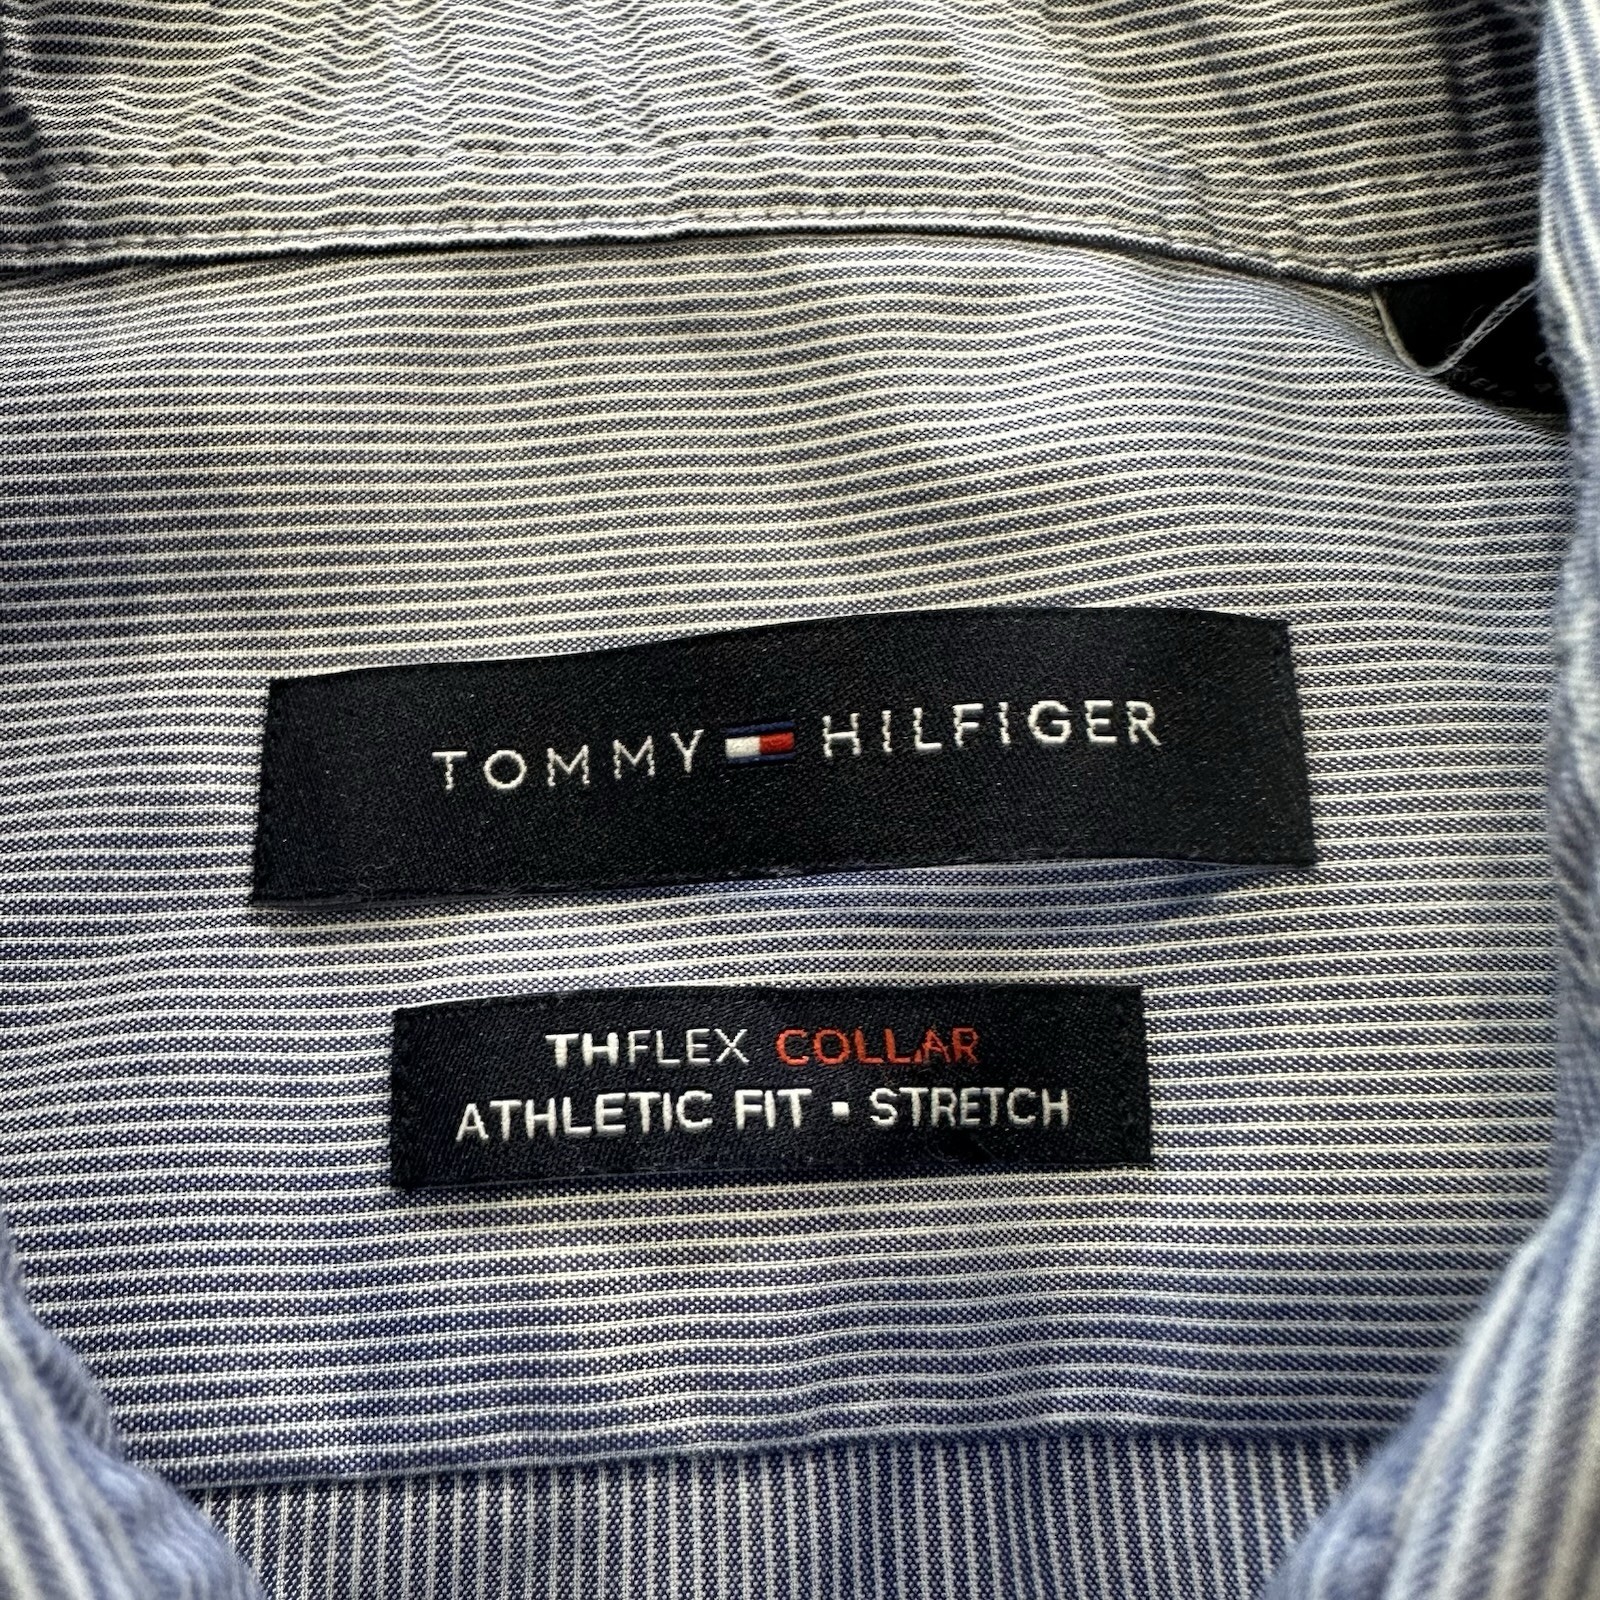 TOMMY HILFIGER
THFLEX COLLAR
ATHLETIC FIT ▪ STRETCH